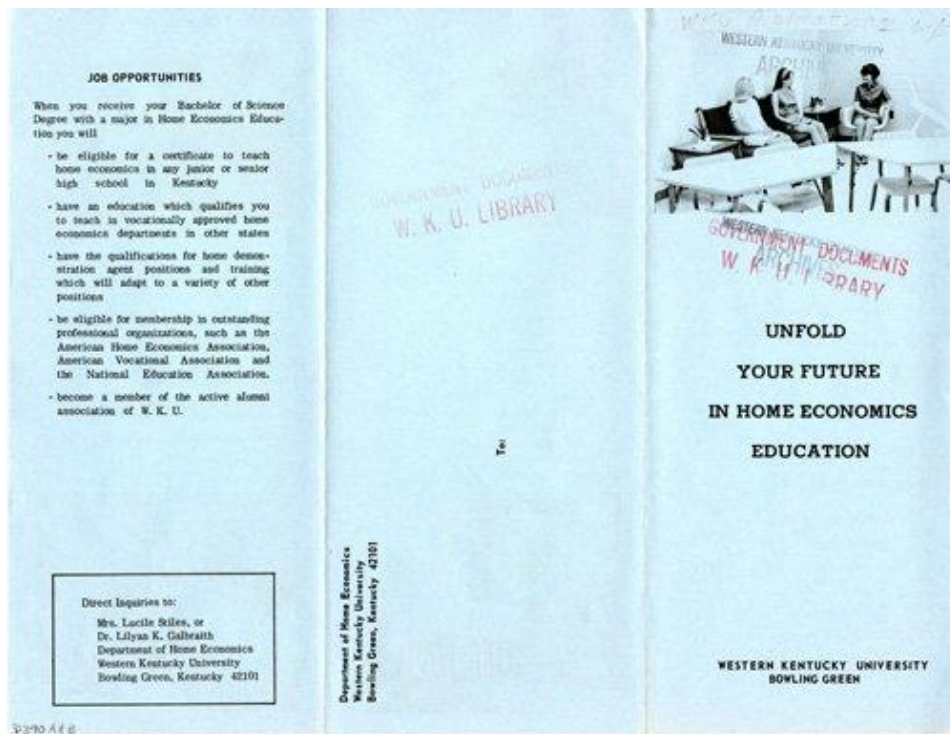 JOB OPPORTUNITIES
When you receive your Bachelor of Science
Degree with a major in Home Economics Educa-
tion you will
- be eligible for a certificate to teach
home economics in any junior or senior
high school in Kentucky
- have an education which qualifies you
to teach in vocationally approved home
economics departments in other states
- have the qualifications for home demon-
stration agent positions and training
which will adapt to a variety of other
positions
- be eligible for membership in outstanding
professional organizations, such as the
American Home Economics Association,
American Vocational Association and
the National Education Association.
- become a member of the active alumni
association of W. K. U.
Direct Inquiries to:
Mrs. Lucile Stiles, or
Dr. Lilyan K. Galbraith
Department of Home Economics
Western Kentucky University
Bowling Green, Kentucky 42101
GOVERNMENT DOCUMENTS
W. K. U. LIBRARY
To:
Department of Home Economics
Western Kentucky University
Bowling Green, Kentucky 42101
WESTERN KENTUCKY UNIVERSITY
ARCHIVES
WESTERN KENTUCKY
ARCHIVES
GOVERNMENT DOCUMENTS
W. K. U. LIBRARY
UNFOLD
YOUR FUTURE
IN HOME ECONOMICS
EDUCATION
WESTERN KENTUCKY UNIVERSITY
BOWLING GREEN